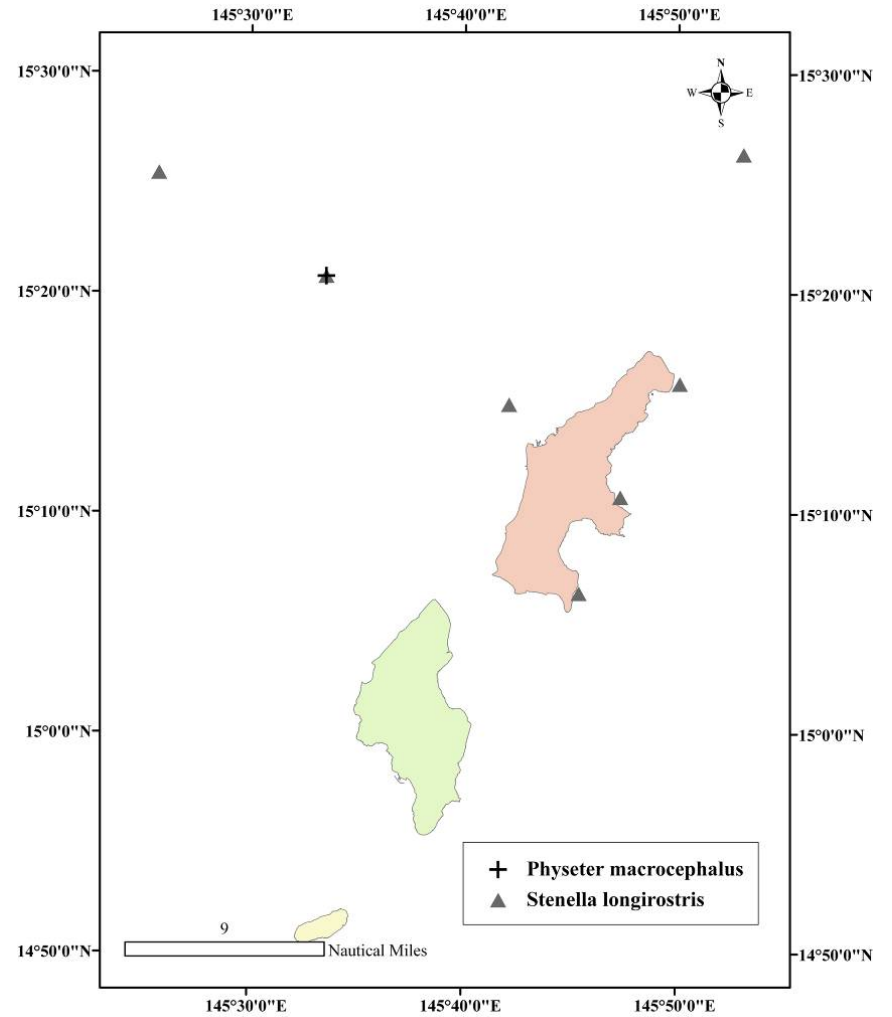 145°30'0"E 145°40'0"E 145°50'0"E
N
W E
S
15°30'0"N 15°30'0"N
15°20'0"N 15°20'0"N
15°10'0"N 15°10'0"N
15°0'0"N 15°0'0"N
Physeter macrocephalus
Stenella longirostris
9
Nautical Miles
14°50'0"N 14°50'0"N
145°30'0"E 145°40'0"E 145°50'0"E